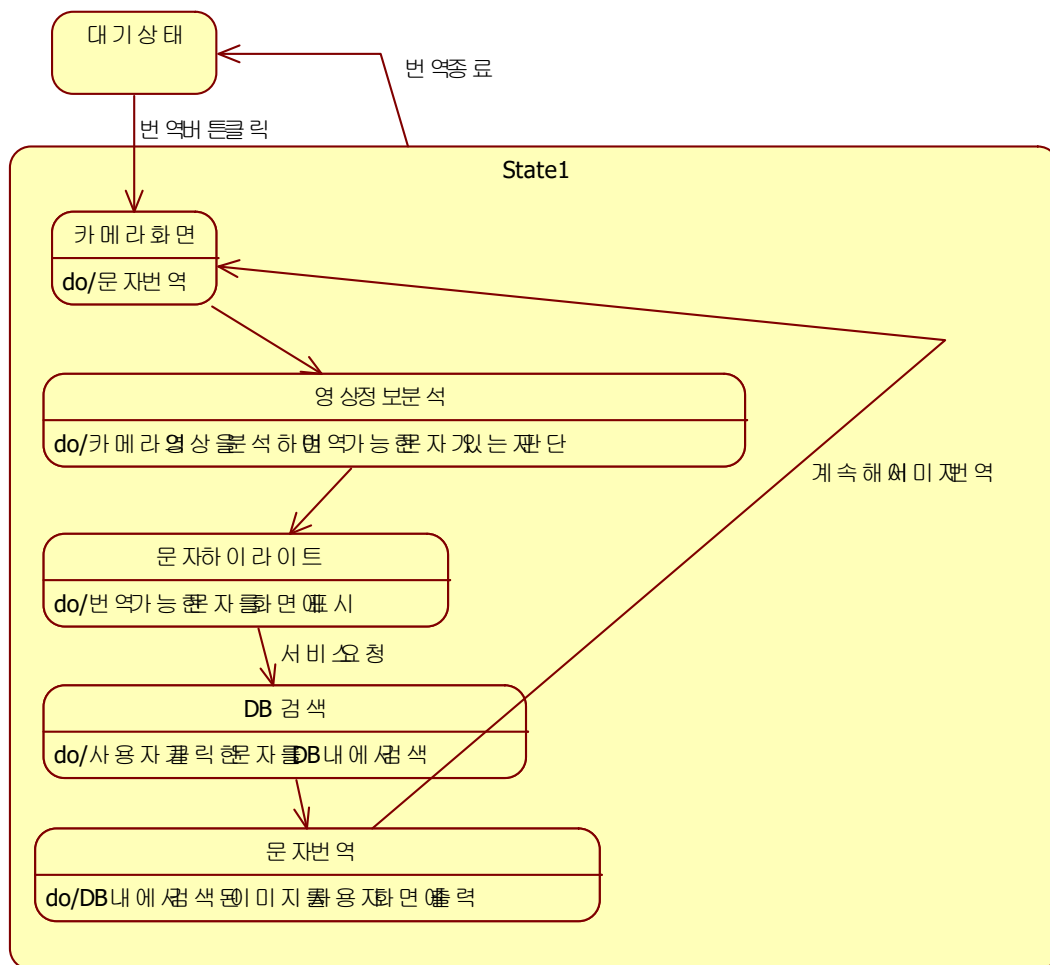 대기상태
번역종료
번역버튼클릭
State1
카메라화면
do/문자번역
영상정보분석
do/카메라영상을분석하여번역가능한문자가있는지판단
계속해서이미지번역
문자하이라이트
do/번역가능한문자를화면에표시
서비스요청
DB 검색
do/사용자가클릭한문자를DB내에서검색
문자번역
do/DB내에서검색된이미지를사용자화면에출력